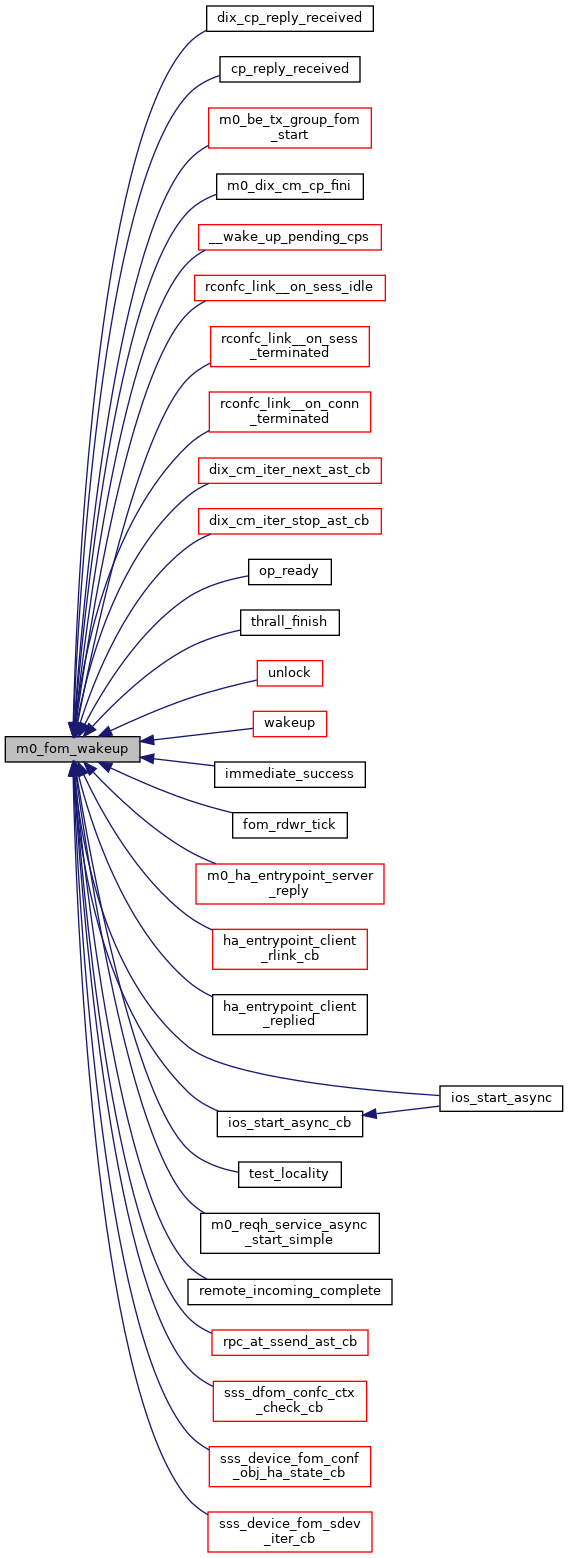 dix_cp_reply_received
cp_reply_received
m0_be_tx_group_fom
_start
m0_dix_cm_cp_fini
__wake_up_pending_cps
rconfc_link__on_sess_idle
rconfc_link__on_sess
_terminated
rconfc_link__on_conn
_terminated
dix_cm_iter_next_ast_cb
dix_cm_iter_stop_ast_cb
op_ready
thrall_finish
unlock
wakeup
m0_fom_wakeup
immediate_success
fom_rdwr_tick
m0_ha_entrypoint_server
_reply
ha_entrypoint_client
_rlink_cb
ha_entrypoint_client
_replied
ios_start_async
ios_start_async_cb
test_locality
m0_reqh_service_async
_start_simple
remote_incoming_complete
rpc_at_ssend_ast_cb
sss_dfom_confc_ctx
_check_cb
sss_device_fom_conf
_obj_ha_state_cb
sss_device_fom_sdev
_iter_cb